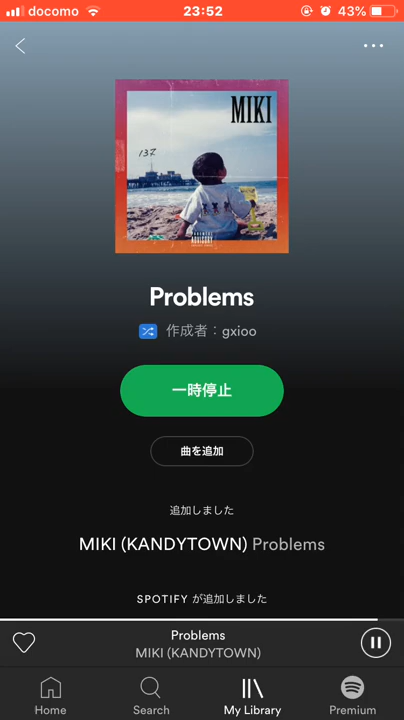 docomo 23:52 43%
MIKI
137
PARENTAL
ADVISORY
Problems
作成者：gxioo
一時停止
曲を追加
追加しました
MIKI (KANDYTOWN) Problems
SPOTIFY が追加しました
Problems
MIKI (KANDYTOWN)
Home Search My Library Premium